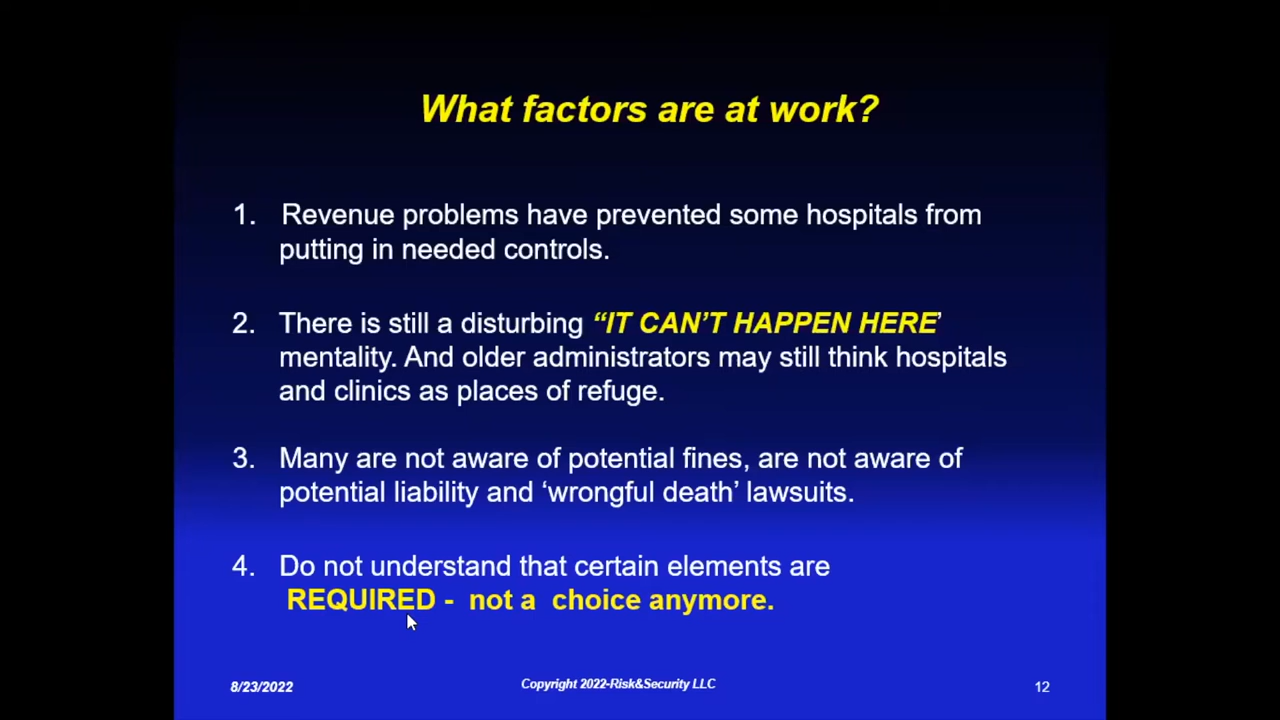 What factors are at work?
1. Revenue problems have prevented some hospitals from
putting in needed controls.
2. There is still a disturbing “IT CAN’T HAPPEN HERE’
mentality. And older administrators may still think hospitals
and clinics as places of refuge.
3. Many are not aware of potential fines, are not aware of
potential liability and ‘wrongful death’ lawsuits.
4. Do not understand that certain elements are
REQUIRED - not a choice anymore.
8/23/2022
Copyright 2022-Risk&Security LLC
12